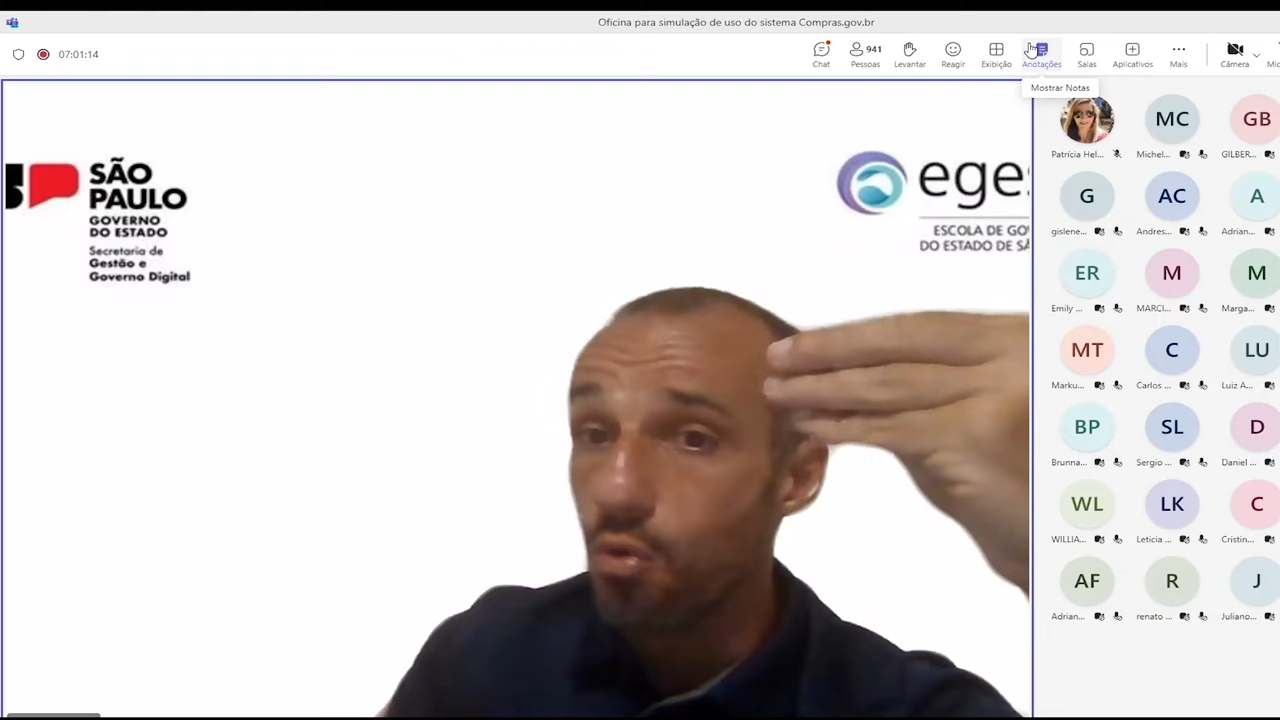 Oficina para simulação de uso do sistema Compras.gov.br
07:01:14
Chat
941
Pessoas
Levantar
Reagir
Exibição
Anotações
Salas
Aplicativos
Mais
Câmera
Mic
Mostrar Notas
SÃO
PAULO
GOVERNO
DO ESTADO
Secretaria de
Gestão e
Governo Digital
eges
ESCOLA DE GO
DO ESTADO DE S
Patrícia Hel...
MC
Michel...
GB
GILBER...
G
gislene...
AC
Andres...
A
Adrian...
ER
Emily ...
M
MARCI...
M
Marga...
MT
Marku...
C
Carlos ...
LU
Luiz A...
BP
Brunna...
SL
Sergio ...
D
Daniel ...
WL
WILLIA...
LK
Leticia ...
C
Cristin...
AF
Adrian...
R
renato ...
J
Juliano...